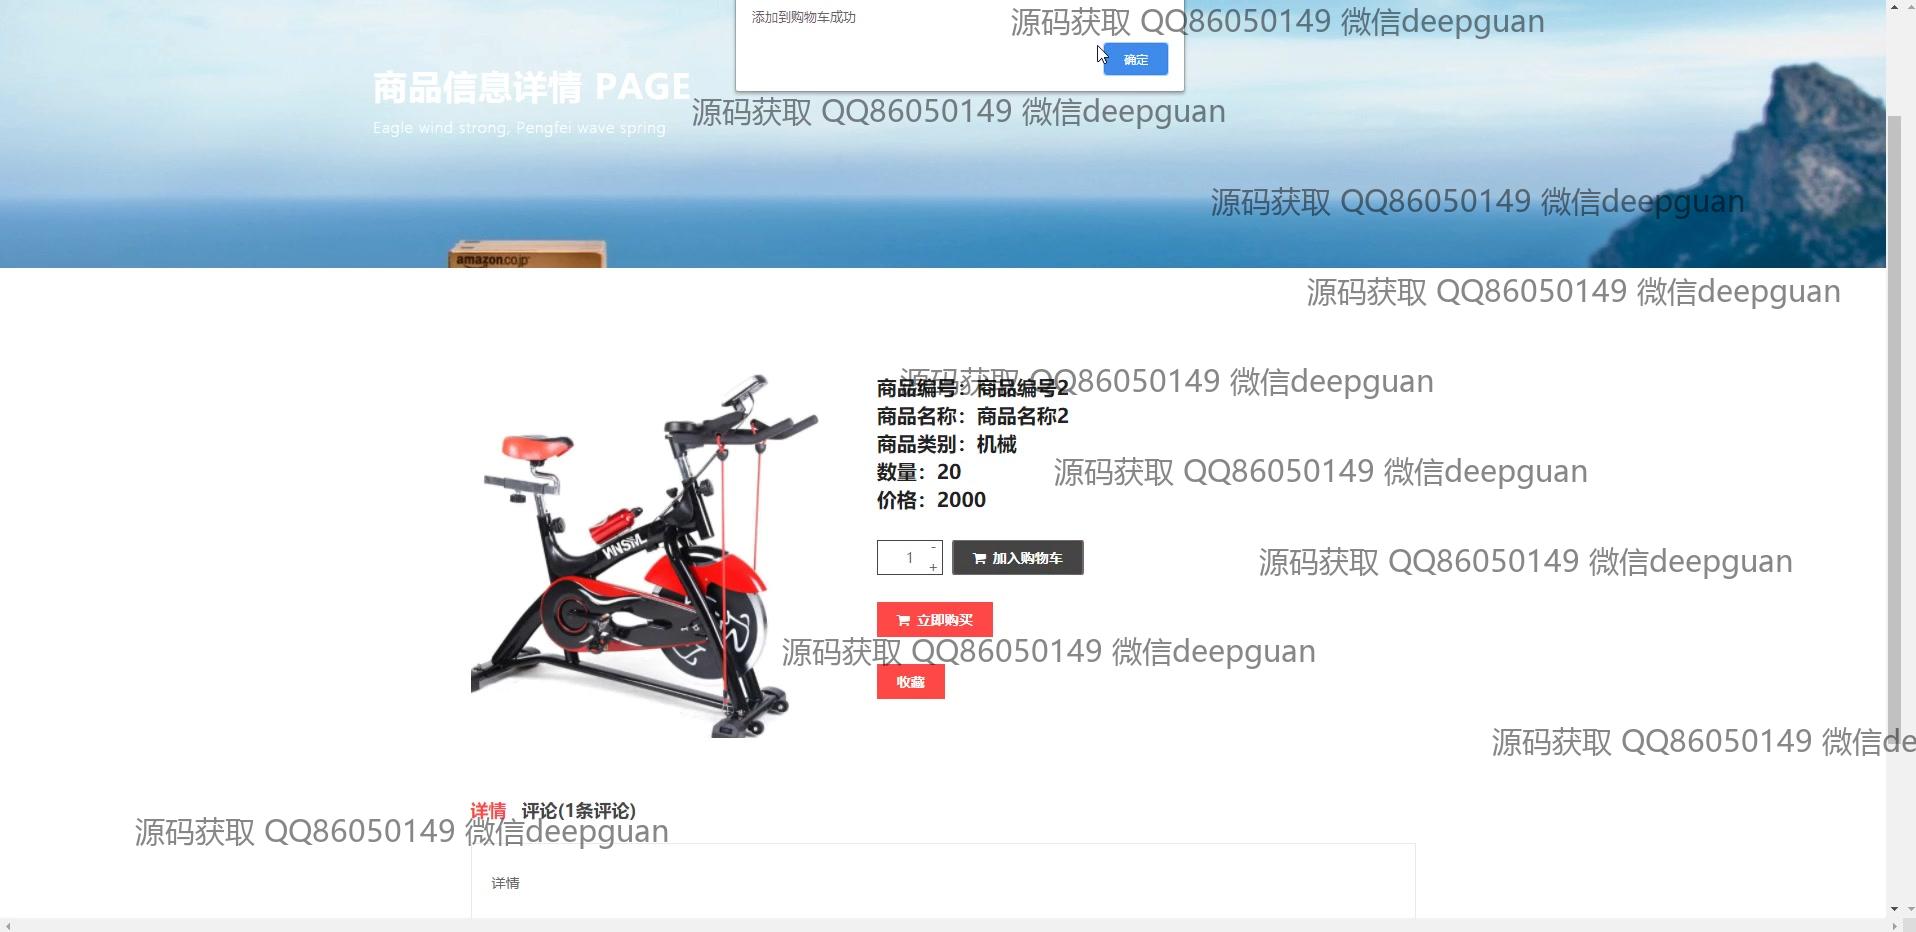 添加到购物车成功
源码获取 QQ86050149 微信deepguan
确定
商品信息详情 PAGE
源码获取 QQ86050149 微信deepguan
Eagle wind strong, Pengfei wave spring
源码获取 QQ86050149 微信deepguan
amazon.co.jp
源码获取 QQ86050149 微信deepguan
源码获取 QQ86050149 微信deepguan
商品编号：商品编号2
商品名称：商品名称2
商品类别：机械
源码获取 QQ86050149 微信deepguan
数量：20
价格：2000
WNSM
1
-
+
加入购物车
源码获取 QQ86050149 微信deepguan
立即购买
源码获取 QQ86050149 微信deepguan
收藏
源码获取 QQ86050149 微信de
详情 评论(1条评论)
源码获取 QQ86050149 微信deepguan
详情